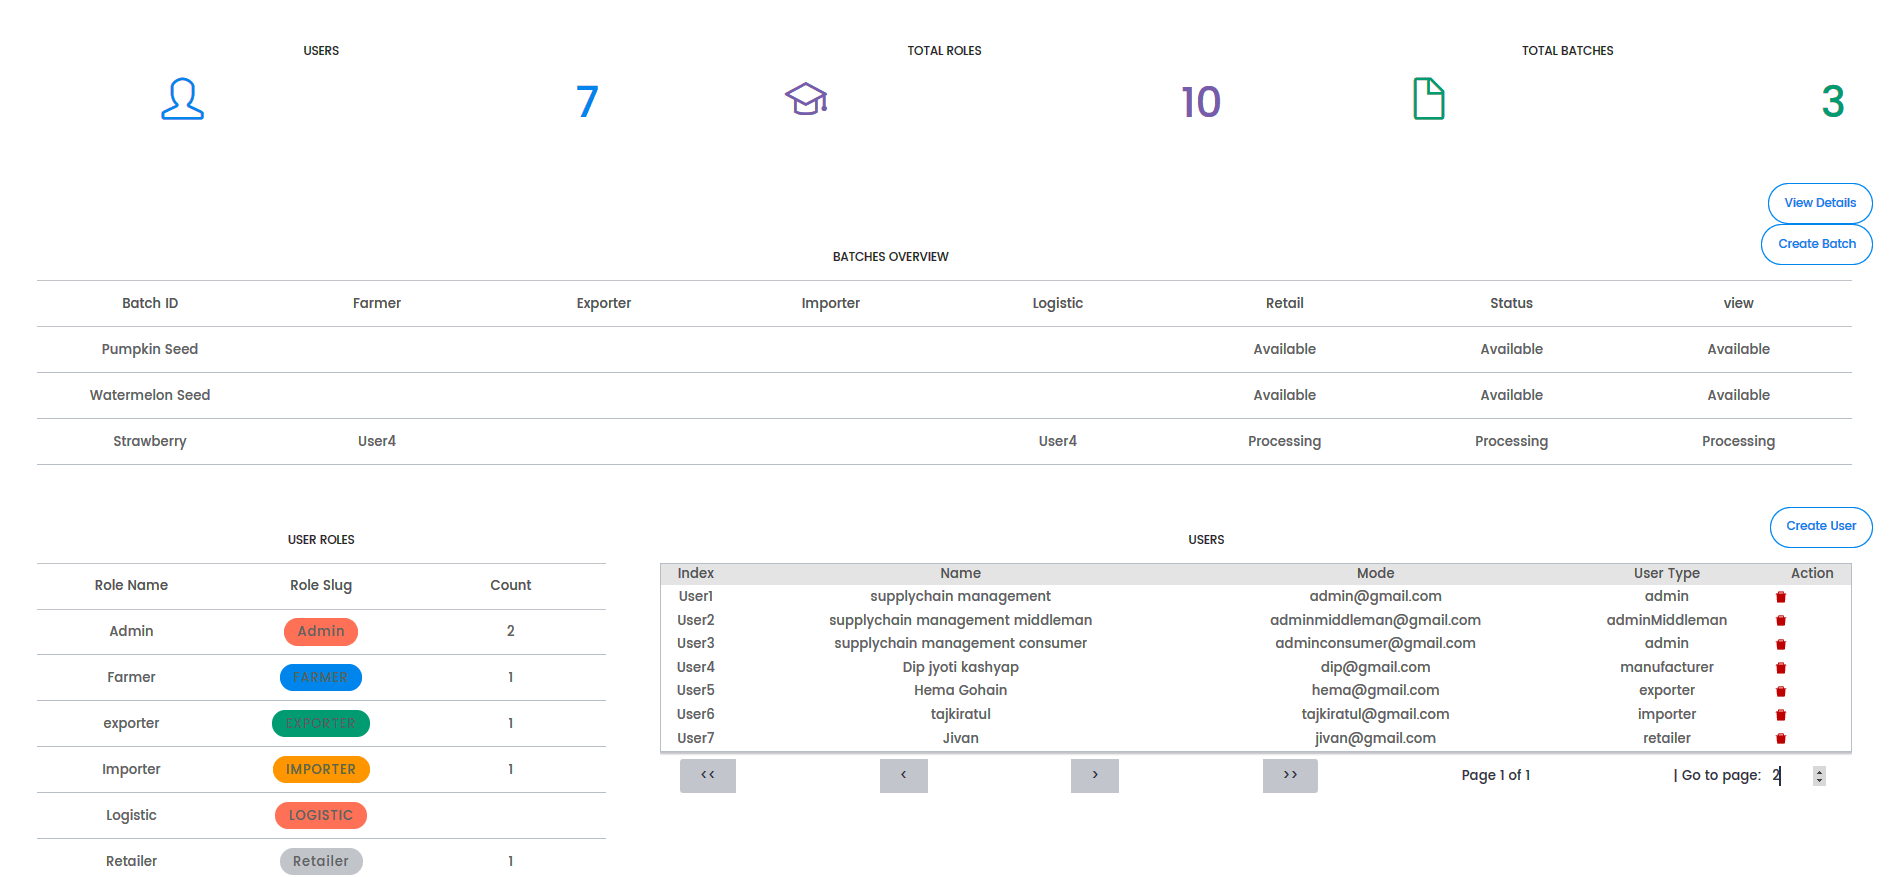 USERS
7
TOTAL ROLES
10
TOTAL BATCHES
3
View Details
Create Batch
BATCHES OVERVIEW
Batch ID Farmer Exporter Importer Logistic Retail Status view
Pumpkin Seed Available Available Available
Watermelon Seed Available Available Available
Strawberry User4 User4 Processing Processing Processing
USER ROLES
Role Name Role Slug Count
Admin Admin 2
Farmer FARMER 1
exporter EXPORTER 1
Importer IMPORTER 1
Logistic LOGISTIC
Retailer Retailer 1
Create User
USERS
Index Name Mode User Type Action
User1 supplychain management admin@gmail.com admin
User2 supplychain management middleman adminmiddleman@gmail.com adminMiddleman
User3 supplychain management consumer adminconsumer@gmail.com admin
User4 Dip jyoti kashyap dip@gmail.com manufacturer
User5 Hema Gohain hema@gmail.com exporter
User6 tajkiratul tajkiratul@gmail.com importer
User7 Jivan jivan@gmail.com retailer
<< < > >> Page 1 of 1 | Go to page: 2